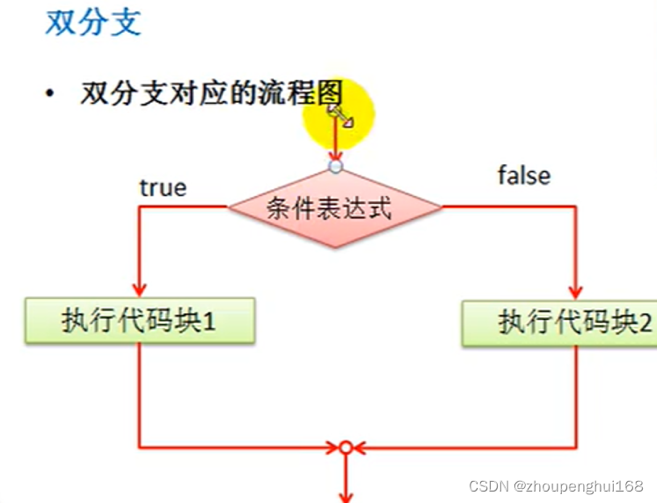 双分支
• 双分支对应的流程图
true
false
条件表达式
执行代码块1
执行代码块2
CSDN @zhoupenghui168